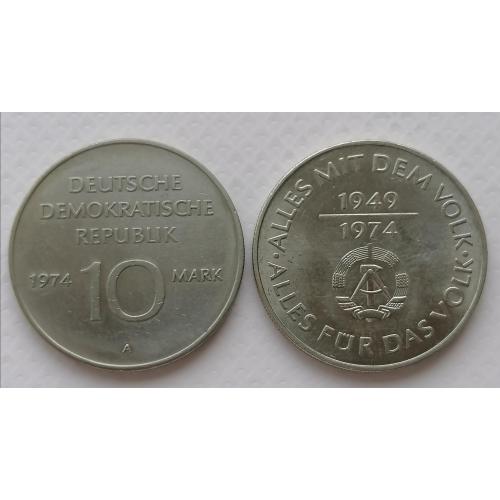 DEUTSCHE
DEMOKRATISCHE
REPUBLIK
1974 10 MARK
A
·ALLES MIT DEM VOLK·
1949
1974
ALLES FÜR DAS VOLK